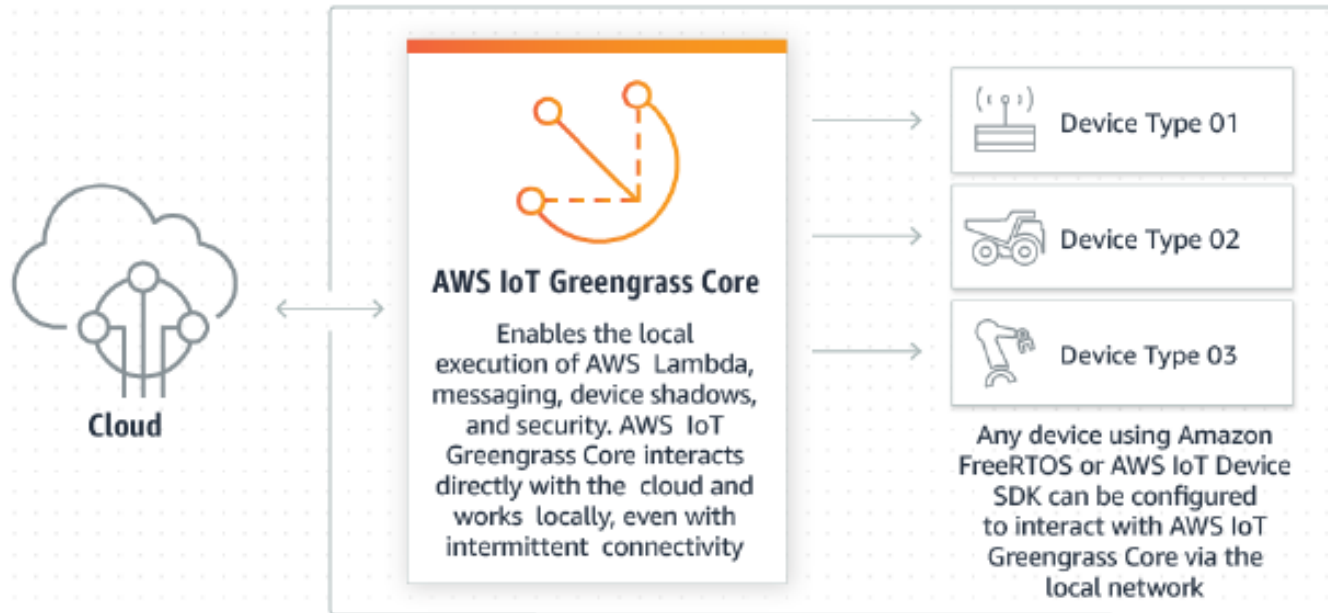 Cloud
AWS IoT Greengrass Core
Enables the local
execution of AWS Lambda,
messaging, device shadows,
and security. AWS IoT
Greengrass Core interacts
directly with the cloud and
works locally, even with
intermittent connectivity
Device Type 01
Device Type 02
Device Type 03
Any device using Amazon
FreeRTOS or AWS IoT Device
SDK can be configured
to interact with AWS IoT
Greengrass Core via the
local network